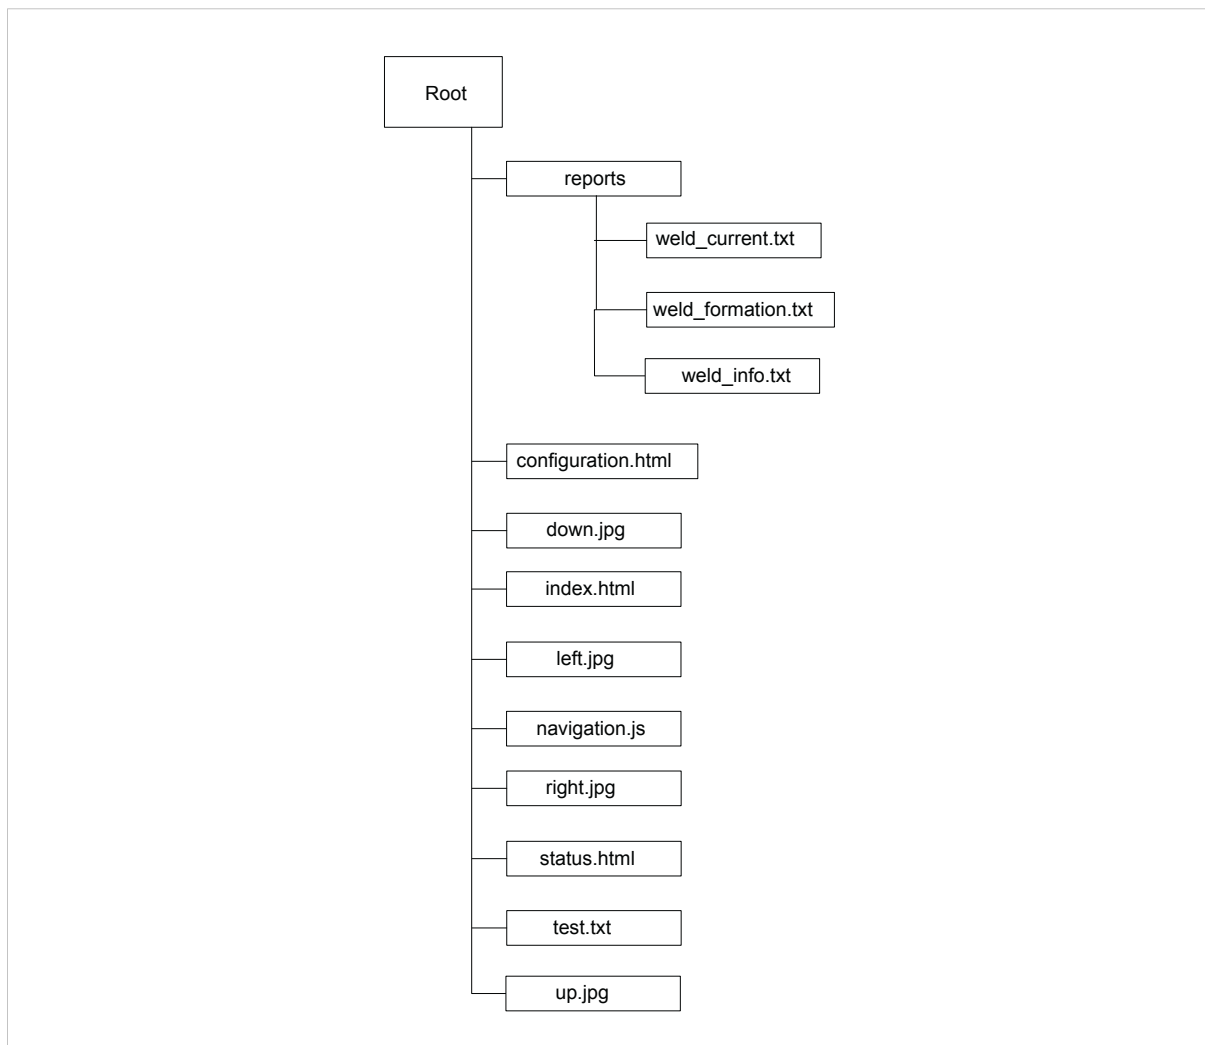 Root
reports
weld_current.txt
weld_formation.txt
weld_info.txt
configuration.html
down.jpg
index.html
left.jpg
navigation.js
right.jpg
status.html
test.txt
up.jpg